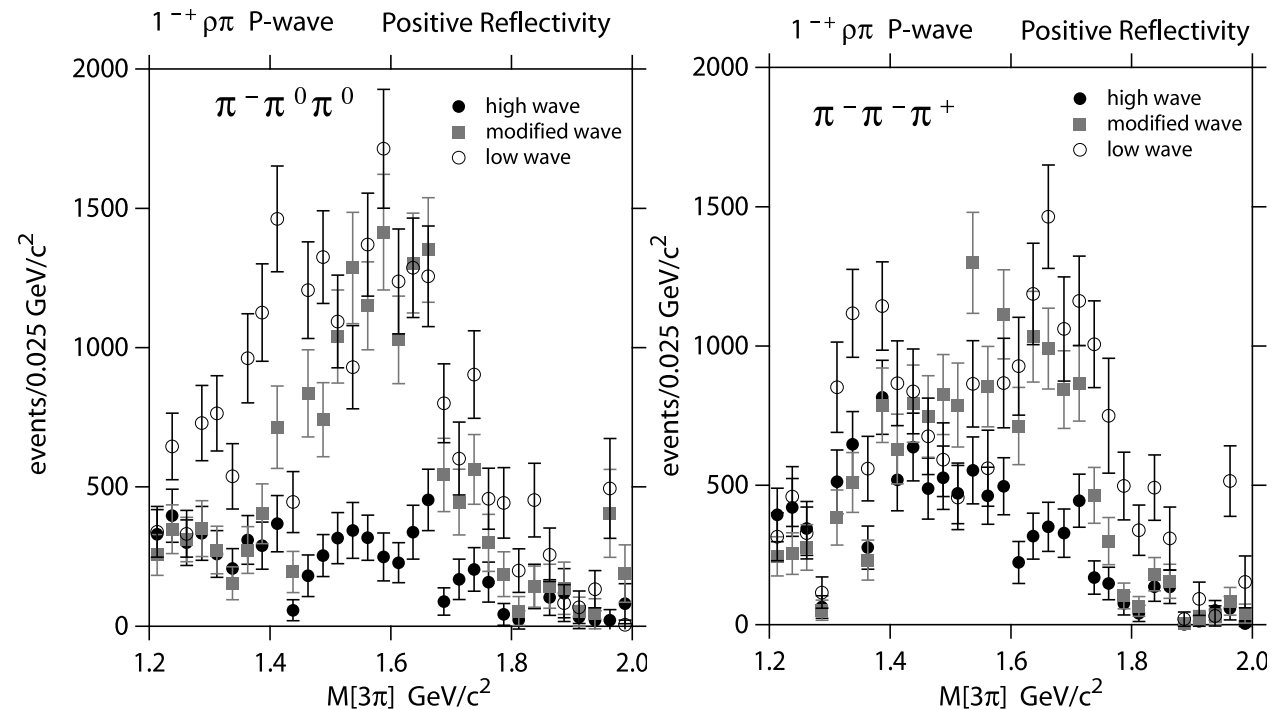 1⁻⁺ ρπ P-wave Positive Reflectivity
2000
1500
1000
500
0
π⁻π⁰π⁰
high wave
modified wave
low wave
events/0.025 GeV/c²
1.2 1.4 1.6 1.8 2.0
M[3π] GeV/c²
1⁻⁺ ρπ P-wave Positive Reflectivity
2000
1500
1000
500
0
π⁻π⁻π⁺
high wave
modified wave
low wave
events/0.025 GeV/c²
1.2 1.4 1.6 1.8 2.0
M[3π] GeV/c²